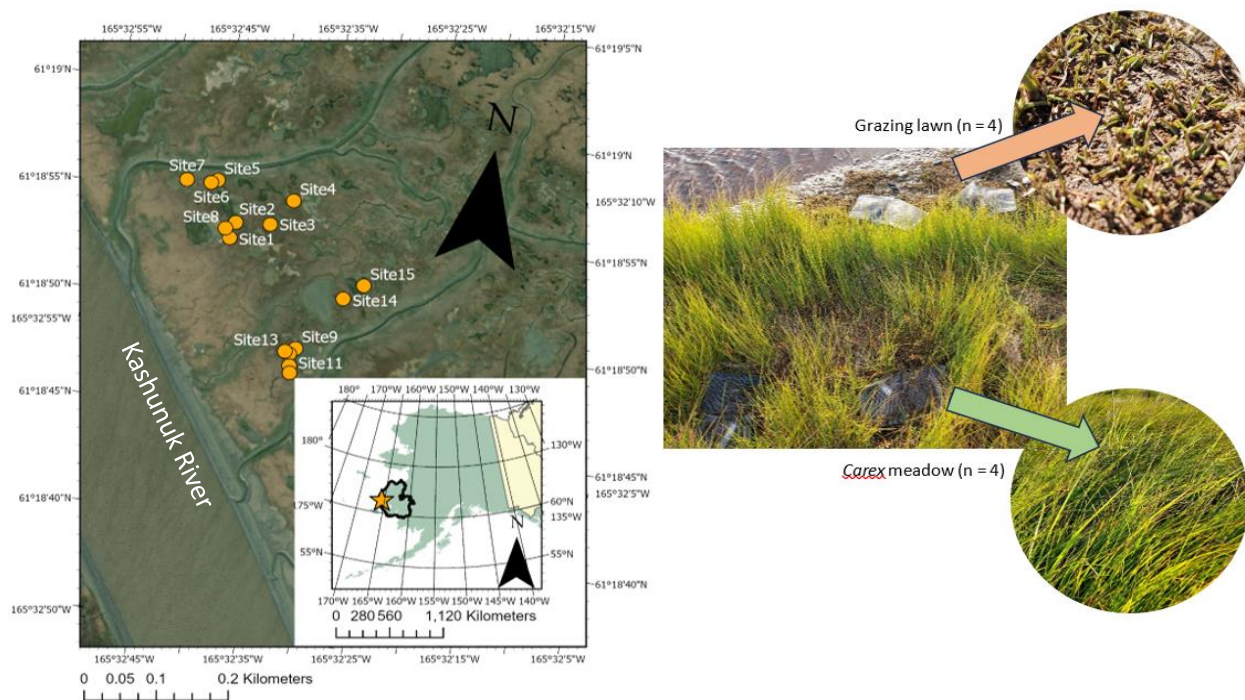 165°32'55"W 165°32'45"W 165°32'35"W 165°32'25"W 165°32'15"W
61°19'N
61°18'55"N
61°18'50"N
165°32'55"W
61°18'45"N
61°18'40"N
165°32'50"W
61°19'5"N
61°19'N
165°32'10"W
61°18'55"N
61°18'50"N
61°18'45"N
165°32'5"W
61°18'40"N
165°32'45"W 165°32'35"W 165°32'25"W 165°32'15"W 165°32'5"W
0 0.05 0.1 0.2 Kilometers
N
Site7
Site5
Site6
Site4
Site8
Site2
Site3
Site1
Site15
Site14
Site13
Site9
Site11
Kashunuk River
180° 170°W 160°W 150°W 140°W 130°W
180°
175°W
55°N
130°W
60°N
135°W
55°N
N
170°W 160°W 155°W 150°W 145°W 140°W
0 280 560 1,120 Kilometers
Grazing lawn (n = 4)
Carex meadow (n = 4)